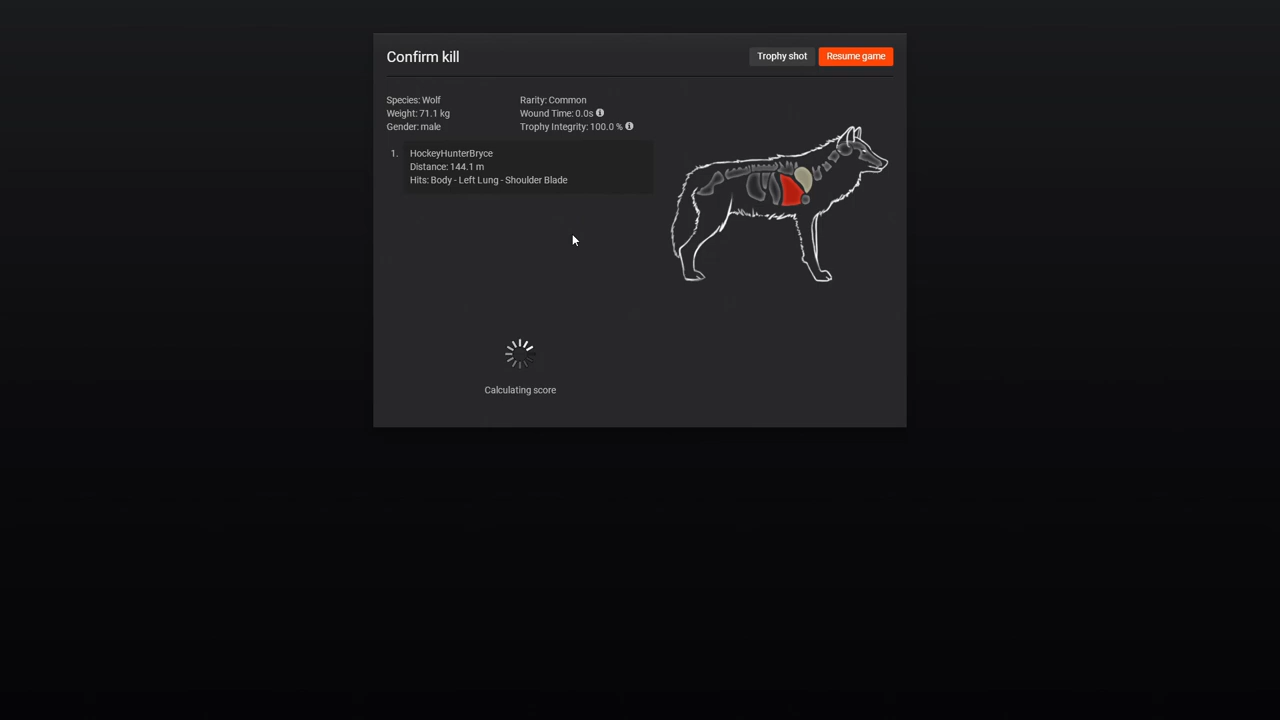 Confirm kill
Trophy shot
Resume game
Species: Wolf
Rarity: Common
Weight: 71.1 kg
Wound Time: 0.0s
Gender: male
Trophy Integrity: 100.0 %
1. HockeyHunterBryce
Distance: 144.1 m
Hits: Body - Left Lung - Shoulder Blade
Calculating score